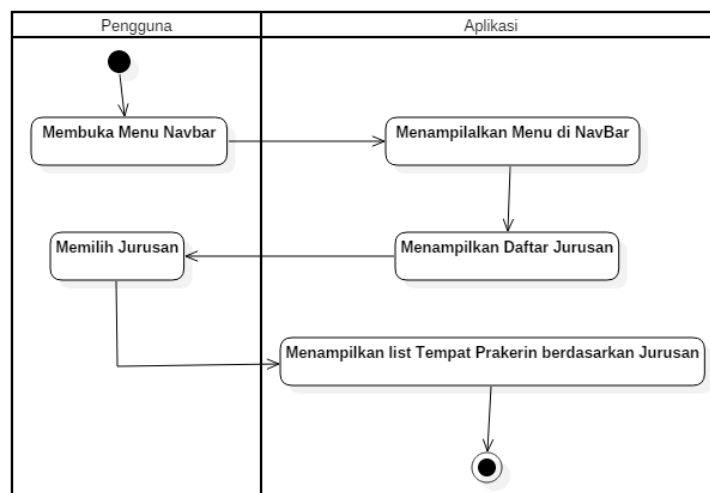 Pengguna
Aplikasi
Membuka Menu Navbar
Menampilalkan Menu di NavBar
Memilih Jurusan
Menampilkan Daftar Jurusan
Menampilkan list Tempat Prakerin berdasarkan Jurusan